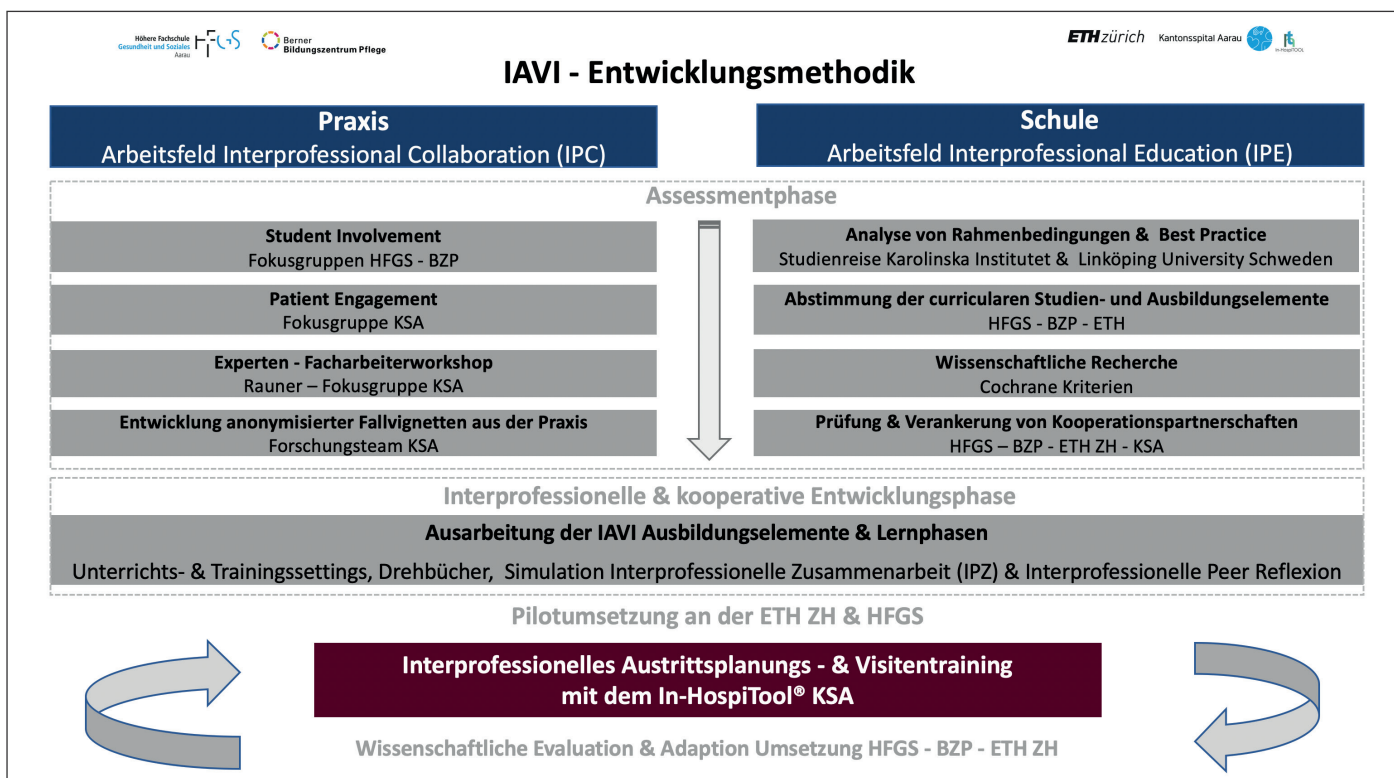 Höhere Fachschule
Gesundheit und Soziales
Aarau
HFGS
Berner
Bildungszentrum Pflege
ETH zürich
Kantonsspital Aarau
In-HospiTOOL
IAVI - Entwicklungsmethodik
Praxis
Arbeitsfeld Interprofessional Collaboration (IPC)
Schule
Arbeitsfeld Interprofessional Education (IPE)
Assessmentphase
Student Involvement
Fokusgruppen HFGS - BZP
Patient Engagement
Fokusgruppe KSA
Experten - Facharbeiterworkshop
Rauner – Fokusgruppe KSA
Entwicklung anonymisierter Fallvignetten aus der Praxis
Forschungsteam KSA
Analyse von Rahmenbedingungen & Best Practice
Studienreise Karolinska Institutet & Linköping University Schweden
Abstimmung der curricularen Studien- und Ausbildungselemente
HFGS - BZP - ETH
Wissenschaftliche Recherche
Cochrane Kriterien
Prüfung & Verankerung von Kooperationspartnerschaften
HFGS – BZP - ETH ZH - KSA
Interprofessionelle & kooperative Entwicklungsphase
Ausarbeitung der IAVI Ausbildungselemente & Lernphasen
Unterrichts- & Trainingssettings, Drehbücher, Simulation Interprofessionelle Zusammenarbeit (IPZ) & Interprofessionelle Peer Reflexion
Pilotumsetzung an der ETH ZH & HFGS
Interprofessionelles Austrittsplanungs - & Visitentraining
mit dem In-HospiTool® KSA
Wissenschaftliche Evaluation & Adaption Umsetzung HFGS - BZP - ETH ZH